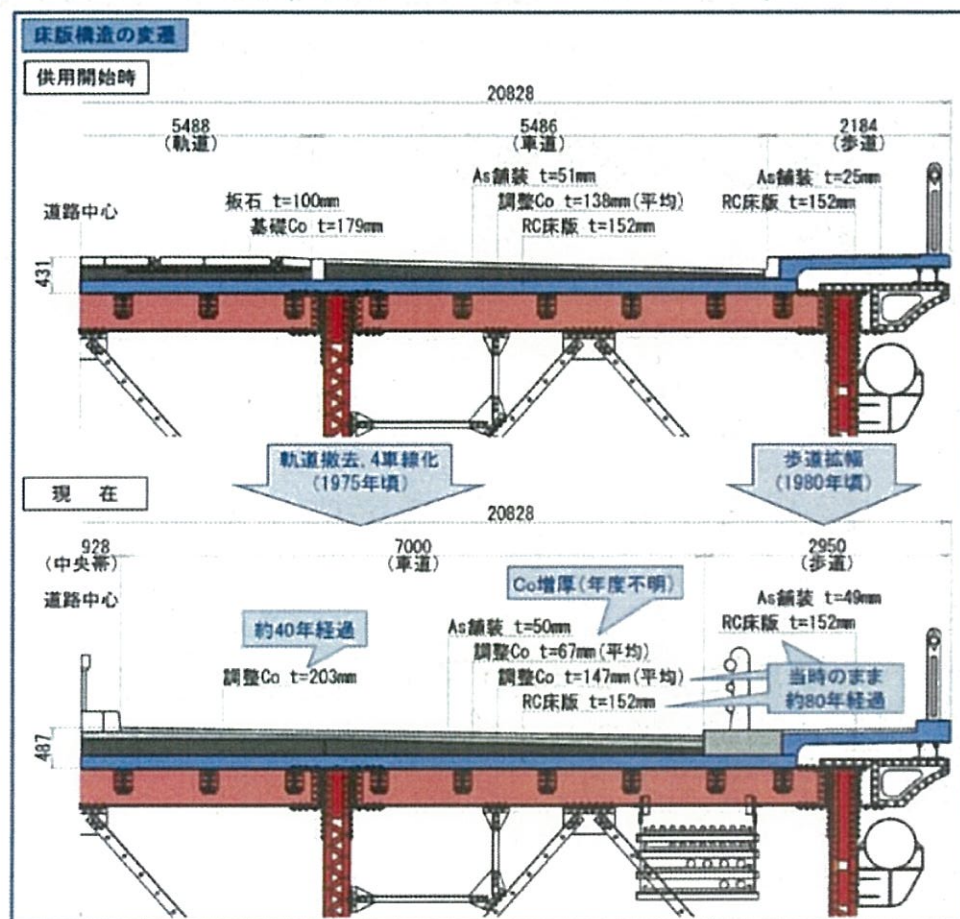 床版構造の変遷
供用開始時
20828
5488
(軌道)
5486
(車道)
2184
(歩道)
As舗装 t=51mm
As舗装 t=25mm
板石 t=100mm
調整Co t=138mm(平均)
RC床版 t=152mm
道路中心
基礎Co t=179mm
RC床版 t=152mm
431
軌道撤去、4車線化
(1975年頃)
歩道拡幅
(1980年頃)
現 在
20828
928
(中央帯)
7000
(車道)
2950
(歩道)
Co増厚(年度不明)
道路中心
As舗装 t=49mm
約40年経過
As舗装 t=50mm
RC床版 t=152mm
調整Co t=67mm(平均)
調整Co t=203mm
調整Co t=147mm(平均)
当時のまま
RC床版 t=152mm
約80年経過
487